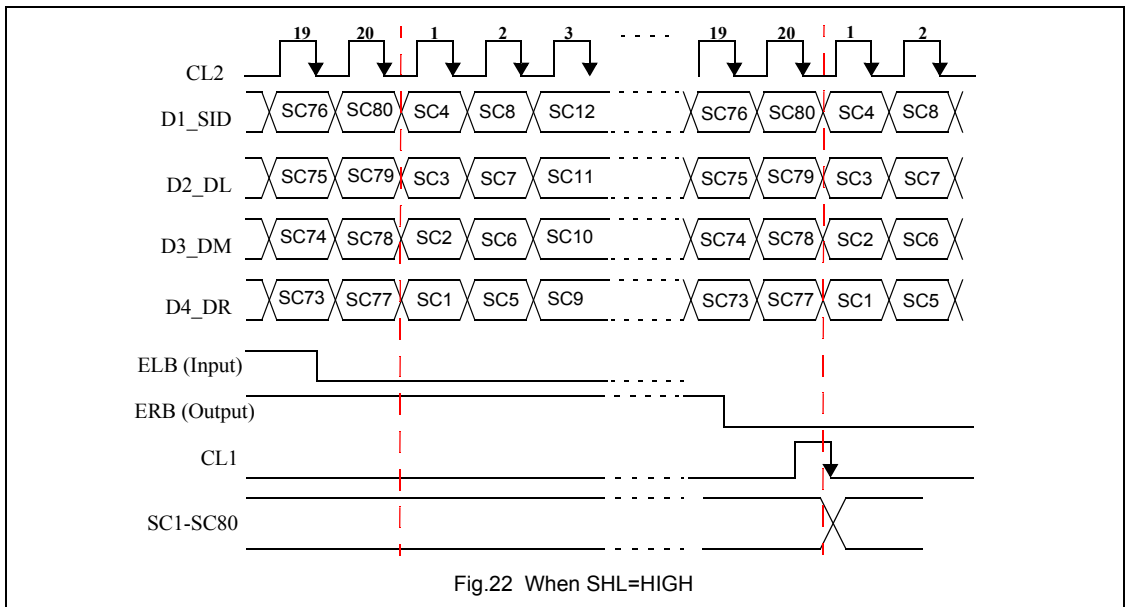 19 20 1 2 3 19 20 1 2
CL2
D1_SID SC76 SC80 SC4 SC8 SC12 SC76 SC80 SC4 SC8
D2_DL SC75 SC79 SC3 SC7 SC11 SC75 SC79 SC3 SC7
D3_DM SC74 SC78 SC2 SC6 SC10 SC74 SC78 SC2 SC6
D4_DR SC73 SC77 SC1 SC5 SC9 SC73 SC77 SC1 SC5
ELB (Input)
ERB (Output)
CL1
SC1-SC80
Fig.22 When SHL=HIGH